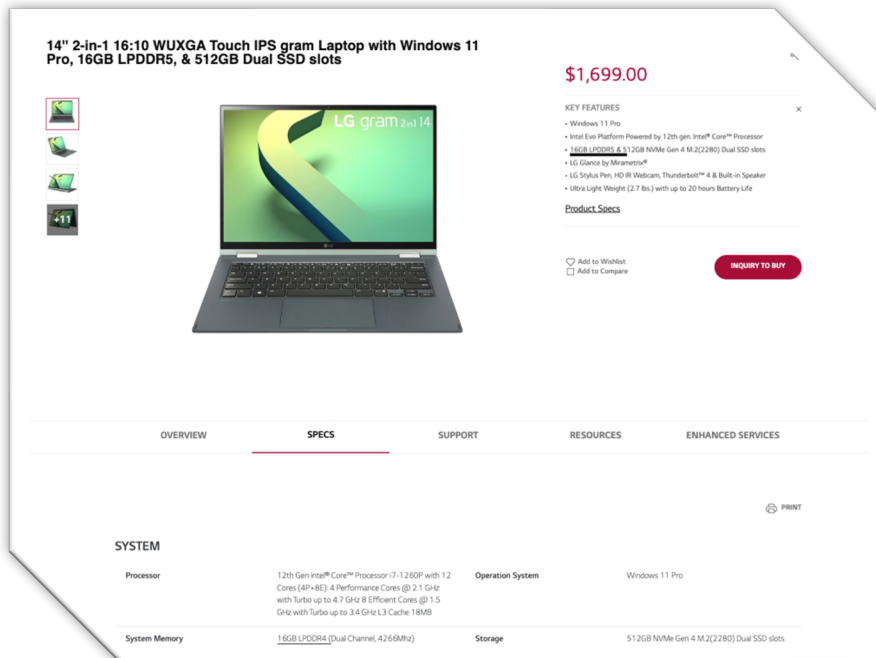 14" 2-in-1 16:10 WUXGA Touch IPS gram Laptop with Windows 11
Pro, 16GB LPDDR5, & 512GB Dual SSD slots
LG gram 2in1 14
LG
+11
$1,699.00
KEY FEATURES
• Windows 11 Pro
• Intel Evo Platform Powered by 12th gen. Intel® Core™ Processor
• 16GB LPDDR5 & 512GB NVMe Gen 4 M.2(2280) Dual SSD slots
• LG Glance by Mirametrix®
• LG Stylus Pen, HD IR Webcam, Thunderbolt™ 4 & Built-in Speaker
• Ultra Light Weight (2.7 lbs.) with up to 20 hours Battery Life
Product Specs
Add to Wishlist
Add to Compare
INQUIRY TO BUY
OVERVIEW
SPECS
SUPPORT
RESOURCES
ENHANCED SERVICES
PRINT
SYSTEM
Processor
12th Gen Intel® Core™ Processor i7-1260P with 12
Cores (4P+8E): 4 Performance Cores @ 2.1 GHz
with Turbo up to 4.7 GHz 8 Efficient Cores @ 1.5
GHz with Turbo up to 3.4 GHz L3 Cache 18MB
Operation System
Windows 11 Pro
System Memory
16GB LPDDR4 (Dual Channel, 4266Mhz)
Storage
512GB NVMe Gen 4 M.2(2280) Dual SSD slots